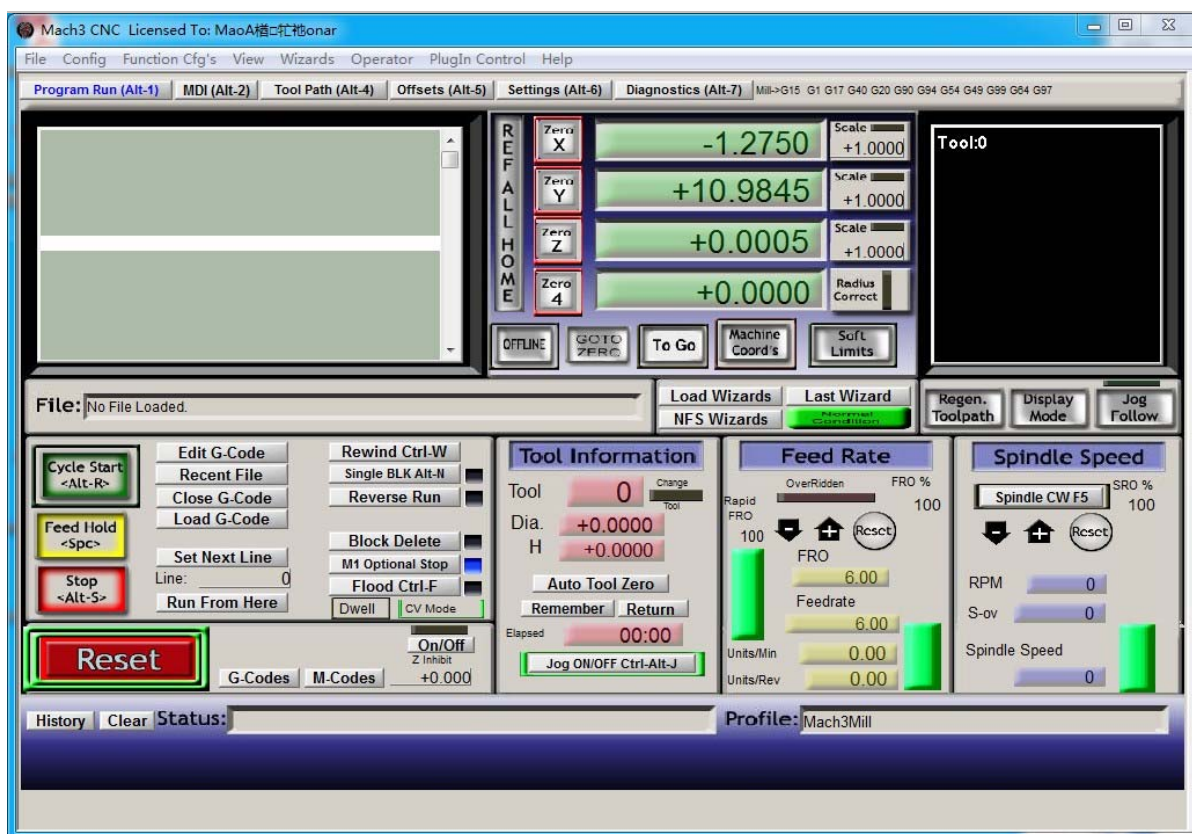 Mach3 CNC Licensed To: MaoA楢□牤衪onar
File Config Function Cfg's View Wizards Operator PlugIn Control Help
Program Run (Alt-1) MDI (Alt-2) Tool Path (Alt-4) Offsets (Alt-5) Settings (Alt-6) Diagnostics (Alt-7) Mill->G15 G1 G17 G40 G20 G90 G94 G54 G49 G99 G64 G97
REF ALL HOME
Zero X -1.2750 Scale +1.0000
Zero Y +10.9845 Scale +1.0000
Zero Z +0.0005 Scale +1.0000
Zero 4 +0.0000 Radius Correct
OFFLINE GOTO ZERO To Go Machine Coord's Soft Limits
Tool:0
File: No File Loaded.
Load Wizards Last Wizard
NFS Wizards Normal Condition
Regen. Toolpath Display Mode Jog Follow
Cycle Start <Alt-R>
Feed Hold <Spc>
Stop <Alt-S>
Edit G-Code
Recent File
Close G-Code
Load G-Code
Set Next Line
Line: 0
Run From Here
Rewind Ctrl-W
Single BLK Alt-N
Reverse Run
Block Delete
M1 Optional Stop
Flood Ctrl-F
Dwell CV Mode
Reset
G-Codes M-Codes
On/Off
Z Inhibit
+0.000
Tool Information
Tool 0 Change Tool
Dia. +0.0000
H +0.0000
Auto Tool Zero
Remember Return
Elapsed 00:00
Jog ON/OFF Ctrl-Alt-J
Feed Rate
OverRidden FRO %
100
Rapid FRO
100
Reset
FRO
6.00
Feedrate
6.00
Units/Min 0.00
Units/Rev 0.00
Spindle Speed
Spindle CW F5
SRO %
100
Reset
RPM 0
S-ov 0
Spindle Speed
0
History Clear Status:
Profile: Mach3Mill